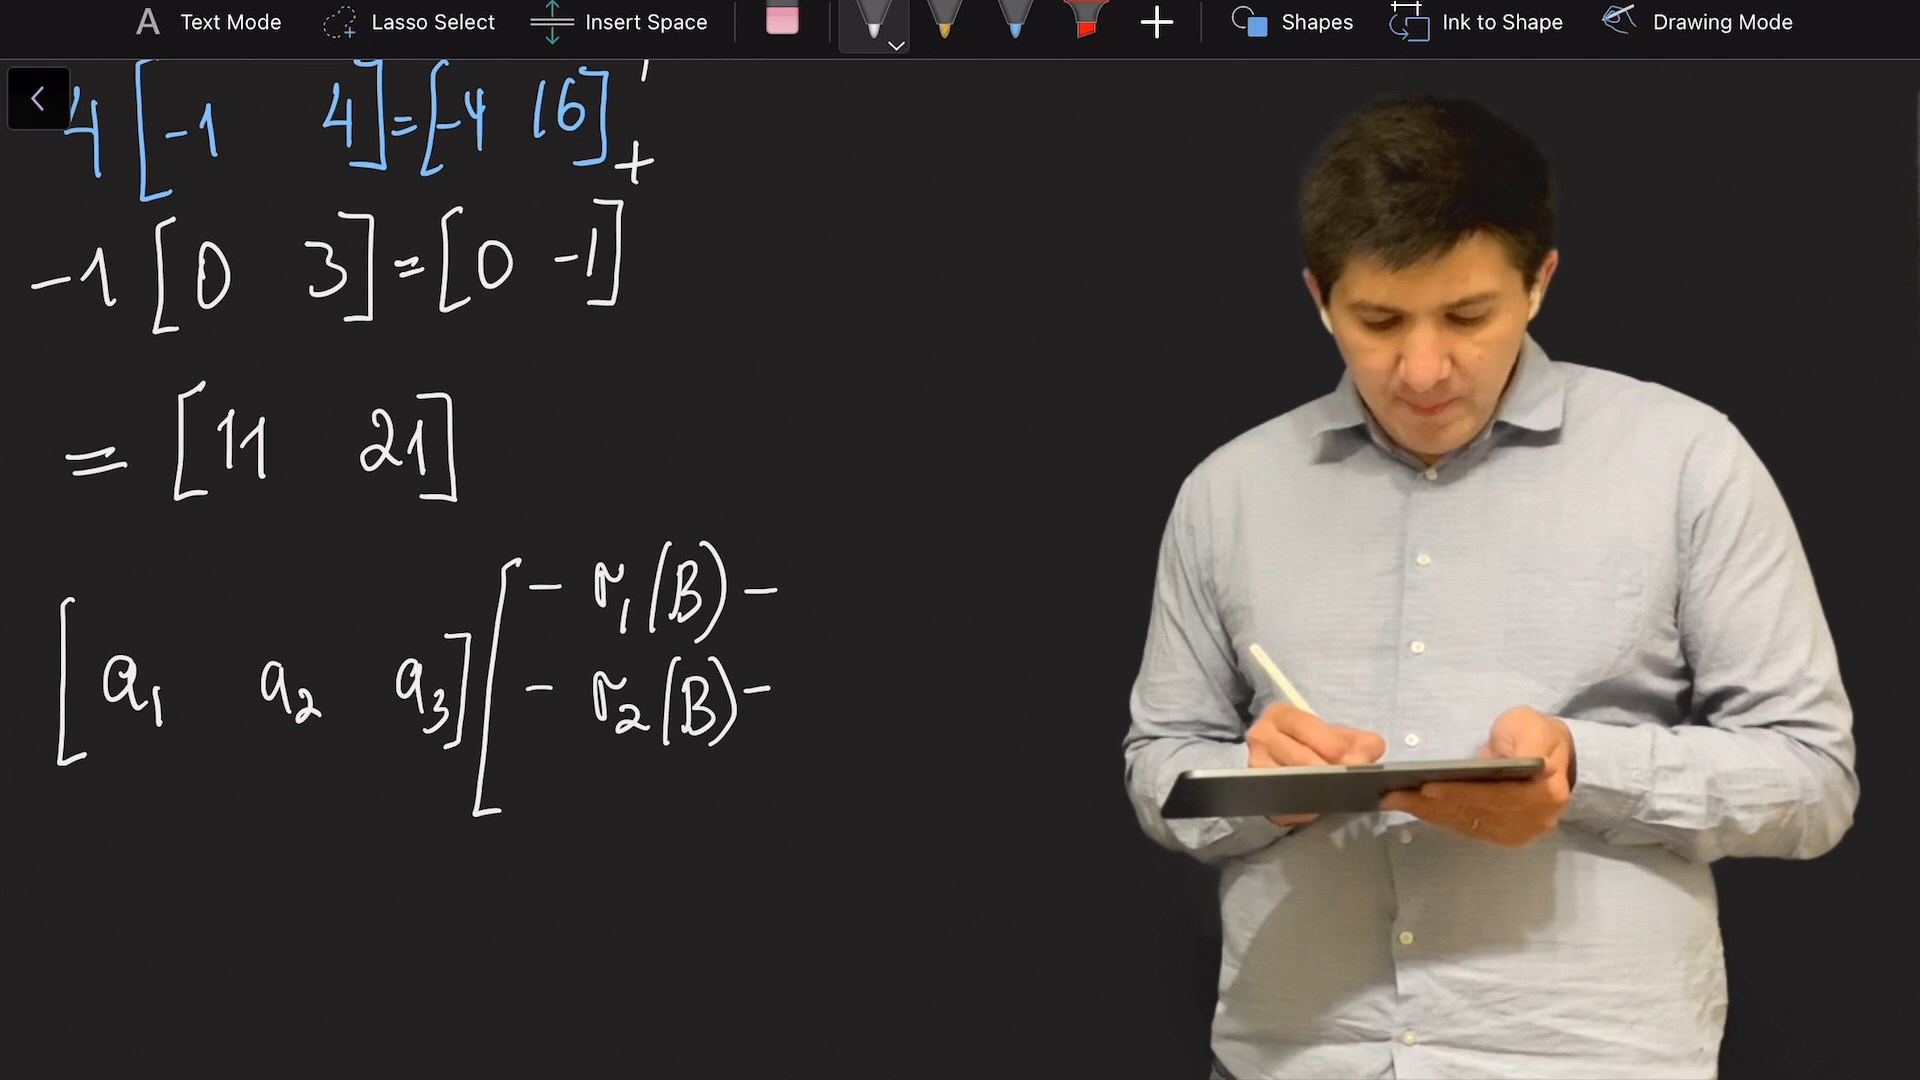 Text Mode Lasso Select Insert Space Shapes Ink to Shape Drawing Mode
4 [-1 4] = [-4 16] +
-1 [0 3] = [0 -1]
= [11 21]
[a₁ a₂ a₃] [- r₁(B) -
- r₂(B) -